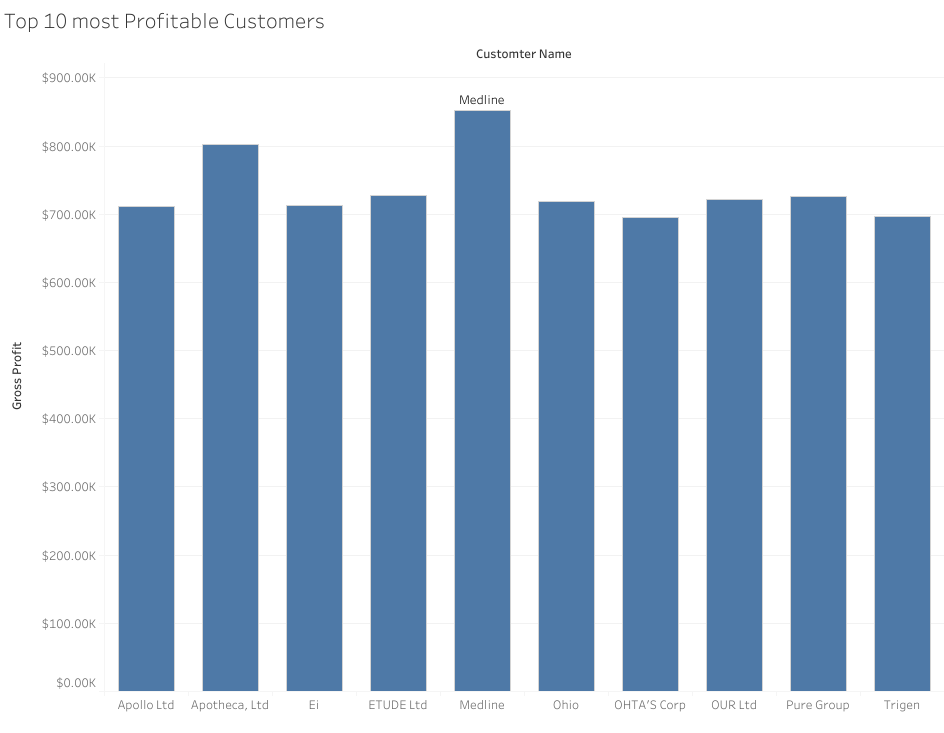 Top 10 most Profitable Customers
Customter Name
$900.00K
Medline
$800.00K
$700.00K
$600.00K
$500.00K
Gross Profit
$400.00K
$300.00K
$200.00K
$100.00K
$0.00K
Apollo Ltd Apotheca, Ltd Ei ETUDE Ltd Medline Ohio OHTA'S Corp OUR Ltd Pure Group Trigen